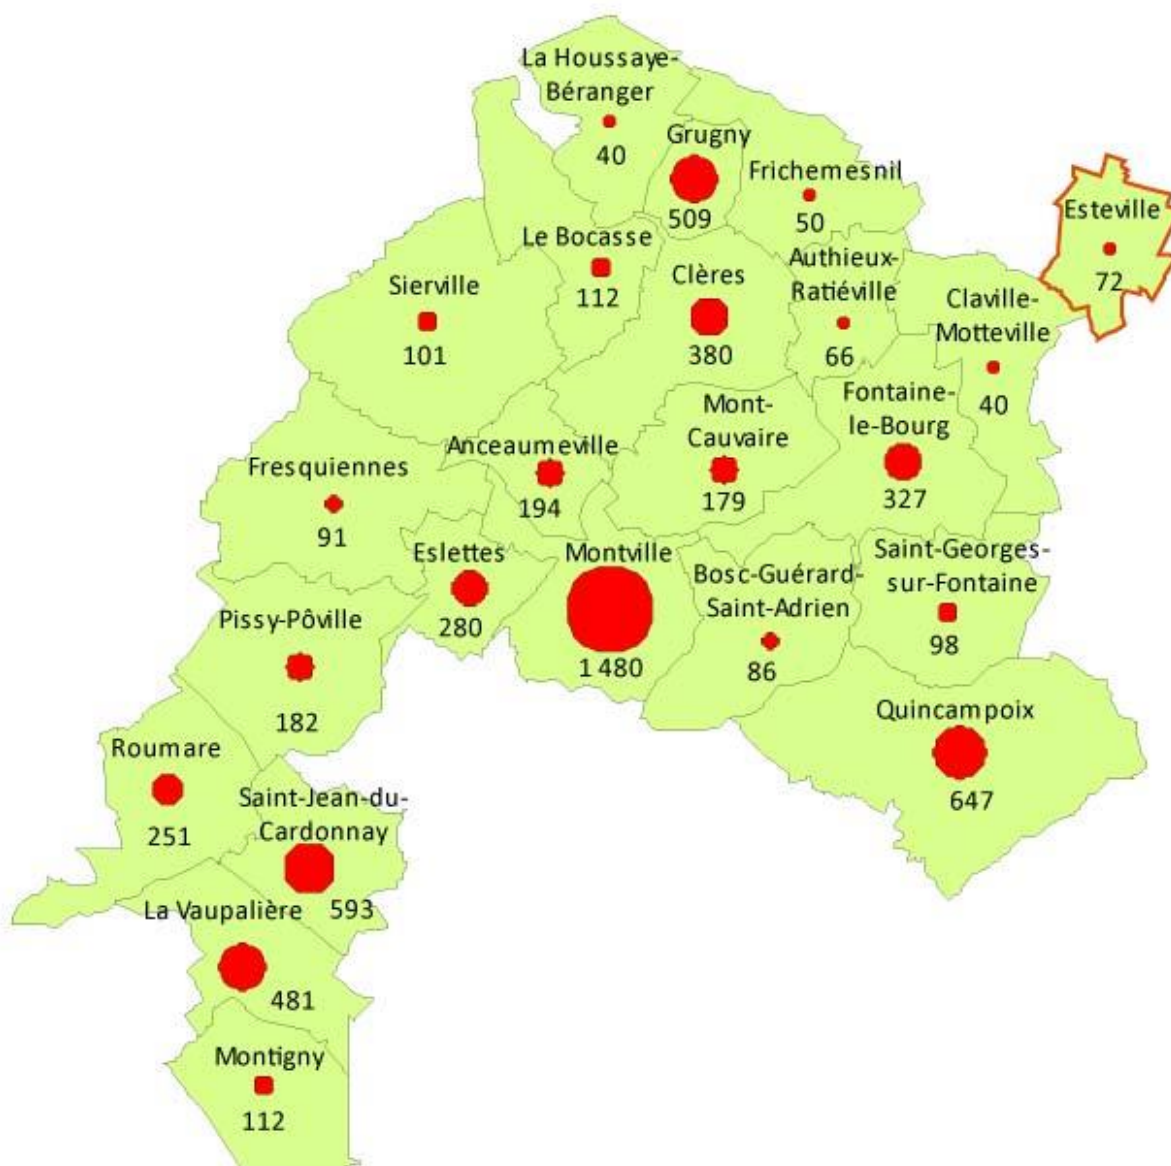 La Houssaye-
Béranger
40
Grugny
509
Frichemesnil
50
Esteville
72
Le Bocasse
112
Clères
380
Authieux-
Ratiéville
66
Claville-
Motteville
40
Sierville
101
Mont-
Cauvaire
179
Fontaine-
le-Bourg
327
Anceaumeville
194
Fresquiennes
91
Eslettes
280
Montville
1 480
Bosc-Guérard-
Saint-Adrien
86
Saint-Georges-
sur-Fontaine
98
Pissy-Pôville
182
Quincampoix
647
Roumare
251
Saint-Jean-du-
Cardonnay
593
La Vaupalière
481
Montigny
112